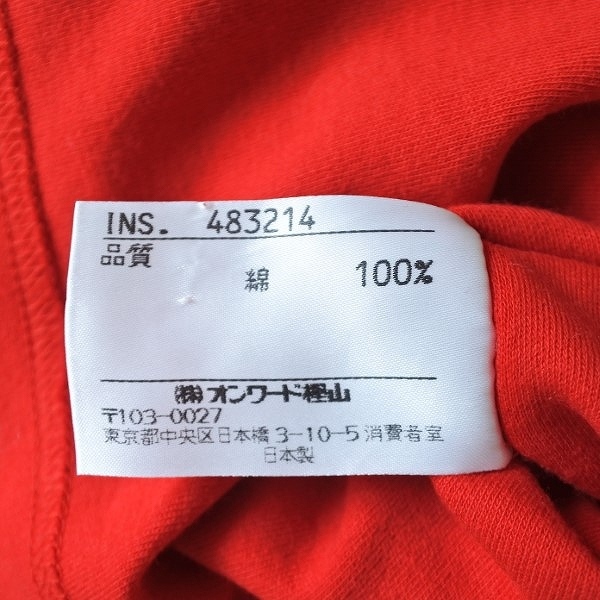 INS. 483214
品質
綿 100%
(株)オンワード樫山
〒103-0027
東京都中央区日本橋3-10-5消費者室
日本製